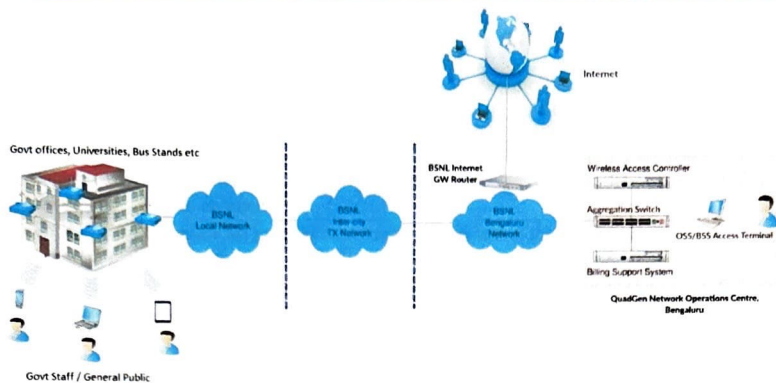 Internet
Govt offices, Universities, Bus Stands etc
BSNL Internet
GW Router
Wireless Access Controller
BSNL
Local Network
BSNL
Inter-city
TX Network
BSNL
Bengaluru
Network
Aggregation Switch
OSS/BSS Access Terminal
Billing Support System
QuadGen Network Operations Centre,
Bengaluru
Govt Staff / General Public